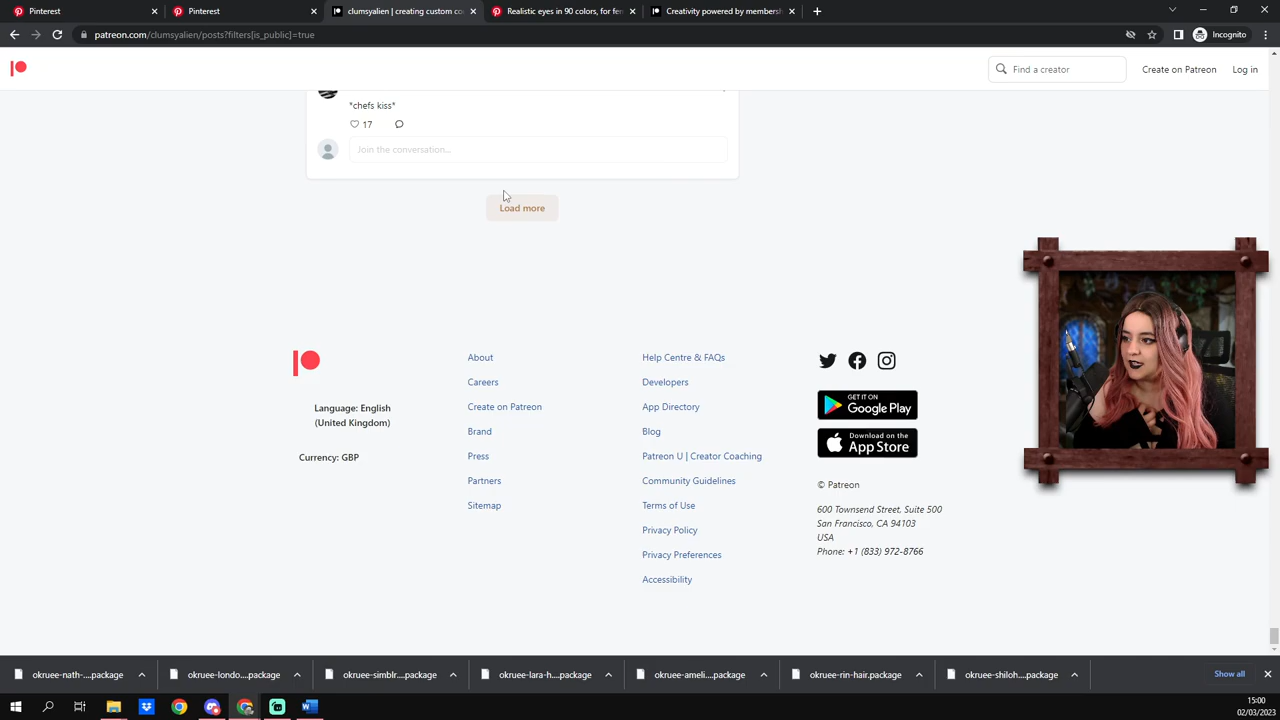 Pinterest
Pinterest
clumsyalien | creating custom co
Realistic eyes in 90 colors, for fem
Creativity powered by membersh
patreon.com/clumsyalien/posts?filters[is_public]=true
Incognito
Find a creator
Create on Patreon
Log in
*chefs kiss*
17
Join the conversation...
Load more
Language: English
(United Kingdom)
Currency: GBP
About
Careers
Create on Patreon
Brand
Press
Partners
Sitemap
Help Centre & FAQs
Developers
App Directory
Blog
Patreon U | Creator Coaching
Community Guidelines
Terms of Use
Privacy Policy
Privacy Preferences
Accessibility
GET IT ON
Google Play
Download on the
App Store
© Patreon
600 Townsend Street, Suite 500
San Francisco, CA 94103
USA
Phone: +1 (833) 972-8766
okruee-nath-....package
okruee-londo....package
okruee-simblr....package
okruee-lara-h....package
okruee-ameli....package
okruee-rin-hair.package
okruee-shiloh....package
Show all
15:00
02/03/2023